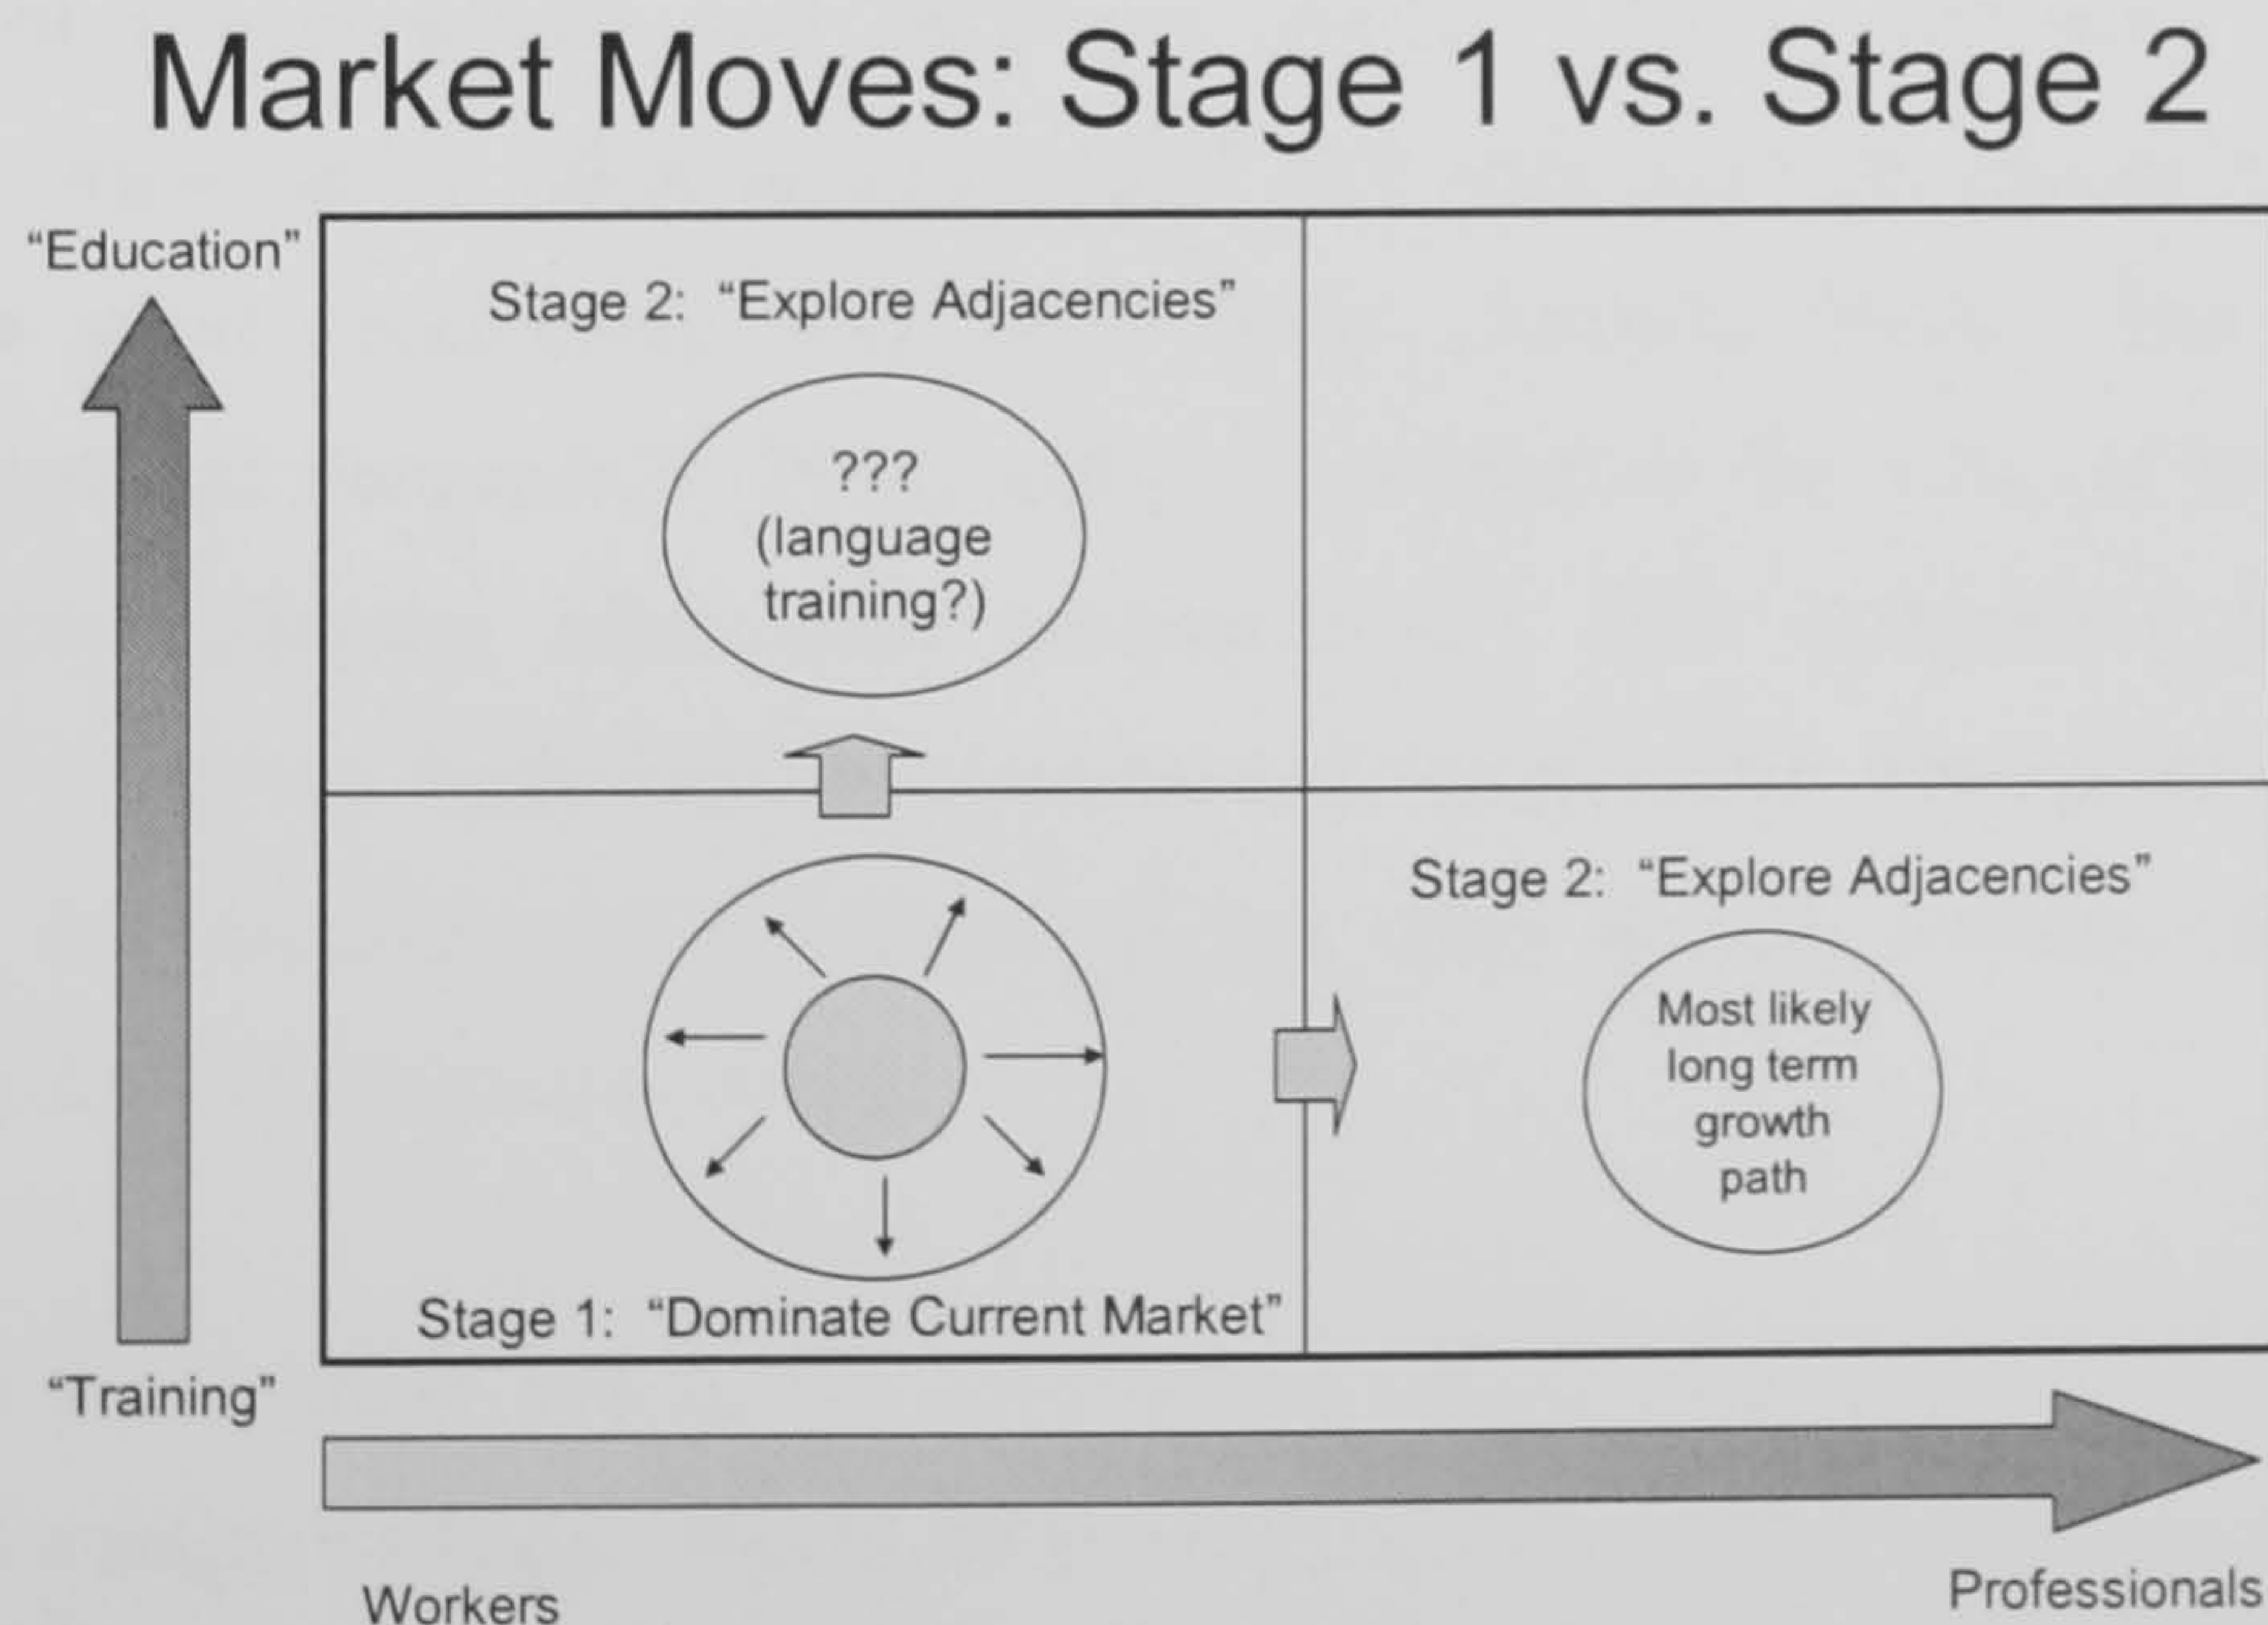 Market Moves: Stage 1 vs. Stage 2
“Education”
Stage 2: “Explore Adjacencies”
???
(language
training?)
Stage 2: “Explore Adjacencies”
Most likely
long term
growth
path
Stage 1: “Dominate Current Market”
“Training”
Workers
Professionals